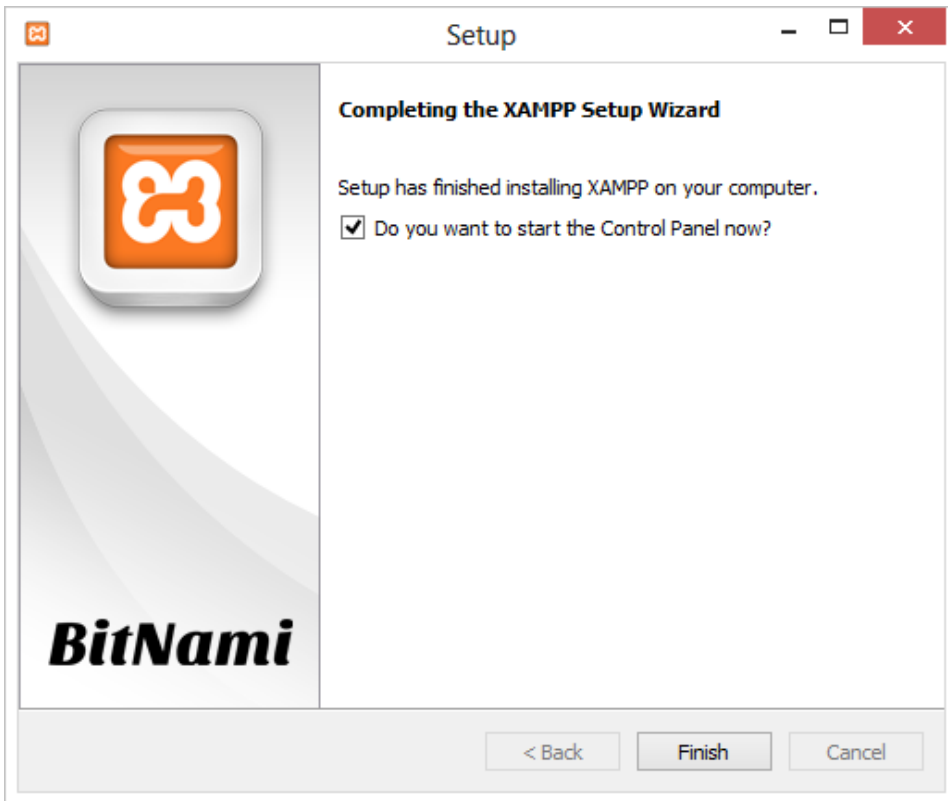 Setup
Completing the XAMPP Setup Wizard
Setup has finished installing XAMPP on your computer.
Do you want to start the Control Panel now?
BitNami
< Back
Finish
Cancel